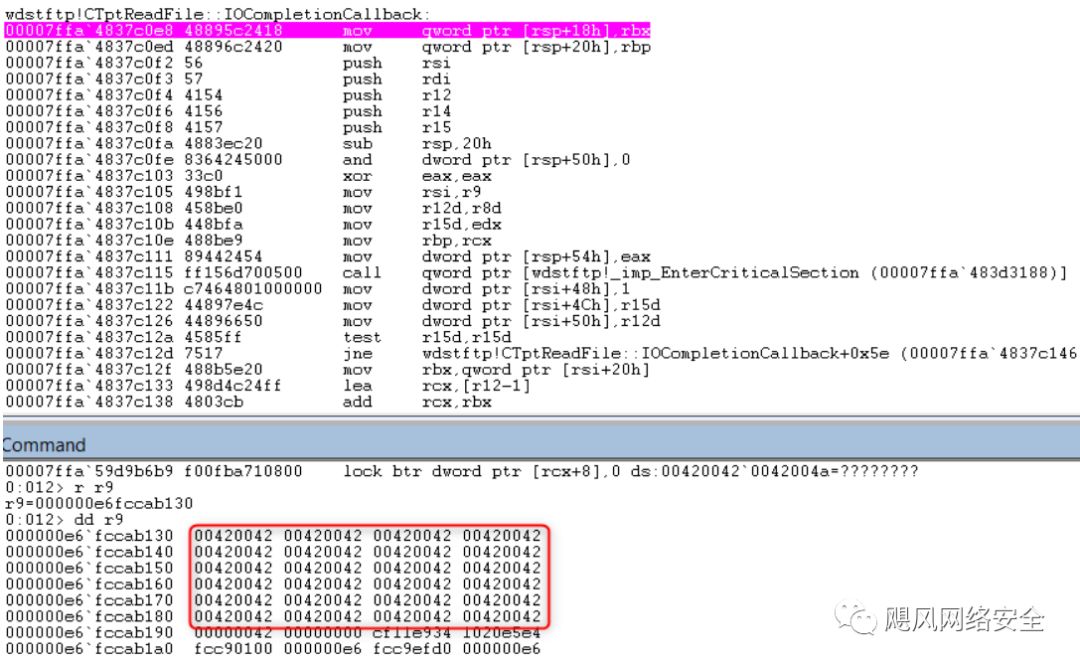 wdstftp!CTptReadFile::IOCompletionCallback:
00007ffa`4837c0e8 48895c2418 mov qword ptr [rsp+18h],rbx
00007ffa`4837c0ed 48896c2420 mov qword ptr [rsp+20h],rbp
00007ffa`4837c0f2 56 push rsi
00007ffa`4837c0f3 57 push rdi
00007ffa`4837c0f4 4154 push r12
00007ffa`4837c0f6 4156 push r14
00007ffa`4837c0f8 4157 push r15
00007ffa`4837c0fa 4883ec20 sub rsp,20h
00007ffa`4837c0fe 8364245000 and dword ptr [rsp+50h],0
00007ffa`4837c103 33c0 xor eax,eax
00007ffa`4837c105 498bf1 mov rsi,r9
00007ffa`4837c108 458be0 mov r12d,r8d
00007ffa`4837c10b 448bfa mov r15d,edx
00007ffa`4837c10e 488be9 mov rbp,rcx
00007ffa`4837c111 89442454 mov dword ptr [rsp+54h],eax
00007ffa`4837c115 ff156d700500 call qword ptr [wdstftp!_imp_EnterCriticalSection (00007ffa`483d3188)]
00007ffa`4837c11b c7464801000000 mov dword ptr [rsi+48h],1
00007ffa`4837c122 44897e4c mov dword ptr [rsi+4Ch],r15d
00007ffa`4837c126 44896650 mov dword ptr [rsi+50h],r12d
00007ffa`4837c12a 4585ff test r15d,r15d
00007ffa`4837c12d 7517 jne wdstftp!CTptReadFile::IOCompletionCallback+0x5e (00007ffa`4837c146
00007ffa`4837c12f 488b5e20 mov rbx,qword ptr [rsi+20h]
00007ffa`4837c133 498d4c24ff lea rcx,[r12-1]
00007ffa`4837c138 4803cb add rcx,rbx
Command
00007ffa`59d9b6b9 f00fba710800 lock btr dword ptr [rcx+8],0 ds:00420042`0042004a=????????
0:012> r r9
r9=000000e6fccab130
0:012> dd r9
000000e6`fccab130 00420042 00420042 00420042 00420042
000000e6`fccab140 00420042 00420042 00420042 00420042
000000e6`fccab150 00420042 00420042 00420042 00420042
000000e6`fccab160 00420042 00420042 00420042 00420042
000000e6`fccab170 00420042 00420042 00420042 00420042
000000e6`fccab180 00420042 00420042 00420042 00420042
000000e6`fccab190 00000042 00000000 cf11e934 1020e5e4
000000e6`fccab1a0 fcc90100 000000e6 fcc9efd0 000000e6
飓风网络安全